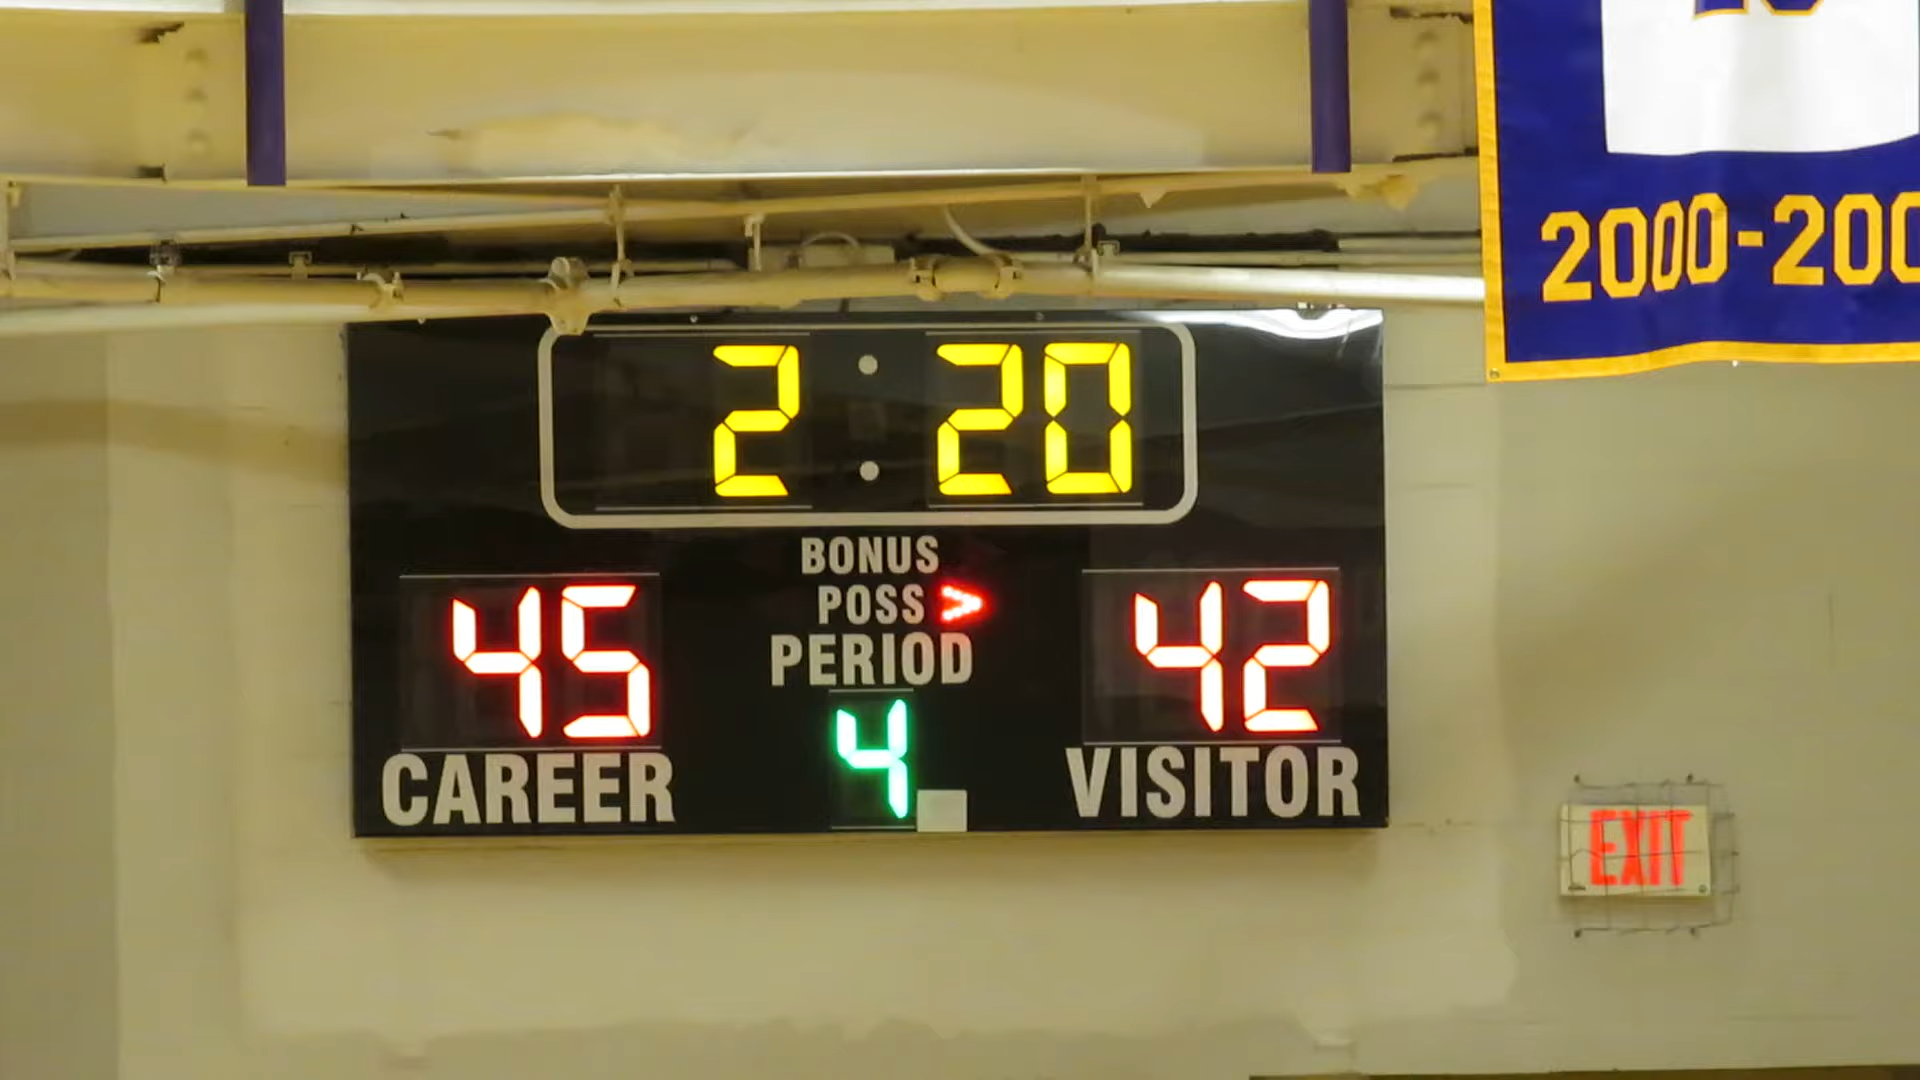 2000-200
2:20
BONUS
POSS >
PERIOD
45
42
4
CAREER
VISITOR
EXIT